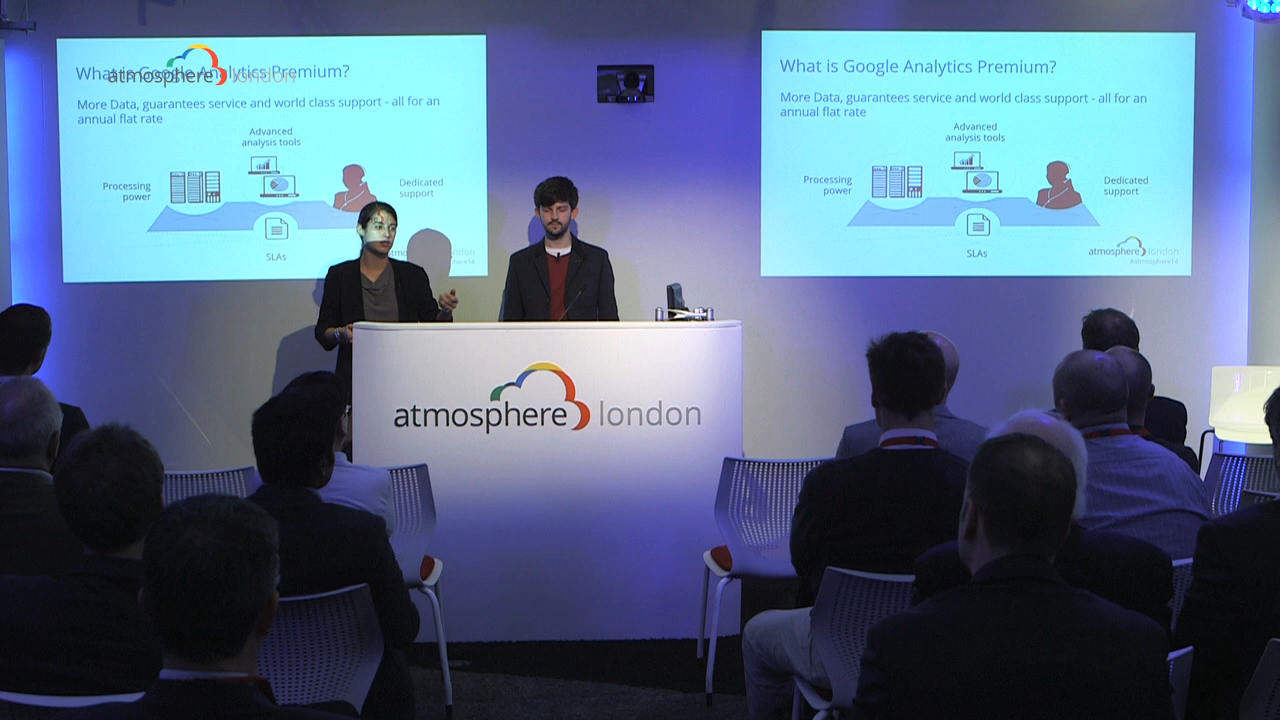 What is Google Analytics Premium?
atmosphere london
More Data, guarantees service and world class support - all for an
annual flat rate
Advanced
analysis tools
Processing
power
Dedicated
support
SLAs
What is Google Analytics Premium?
More Data, guarantees service and world class support - all for an
annual flat rate
Advanced
analysis tools
Processing
power
Dedicated
support
SLAs
atmosphere london
#atmosphere14
atmosphere london